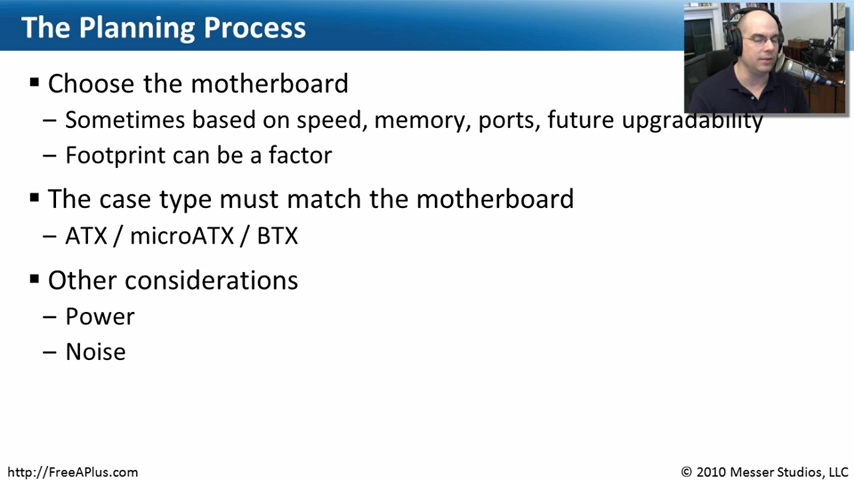 The Planning Process
▪ Choose the motherboard
– Sometimes based on speed, memory, ports, future upgradability
– Footprint can be a factor
▪ The case type must match the motherboard
– ATX / microATX / BTX
▪ Other considerations
– Power
– Noise
http://FreeAPlus.com
© 2010 Messer Studios, LLC